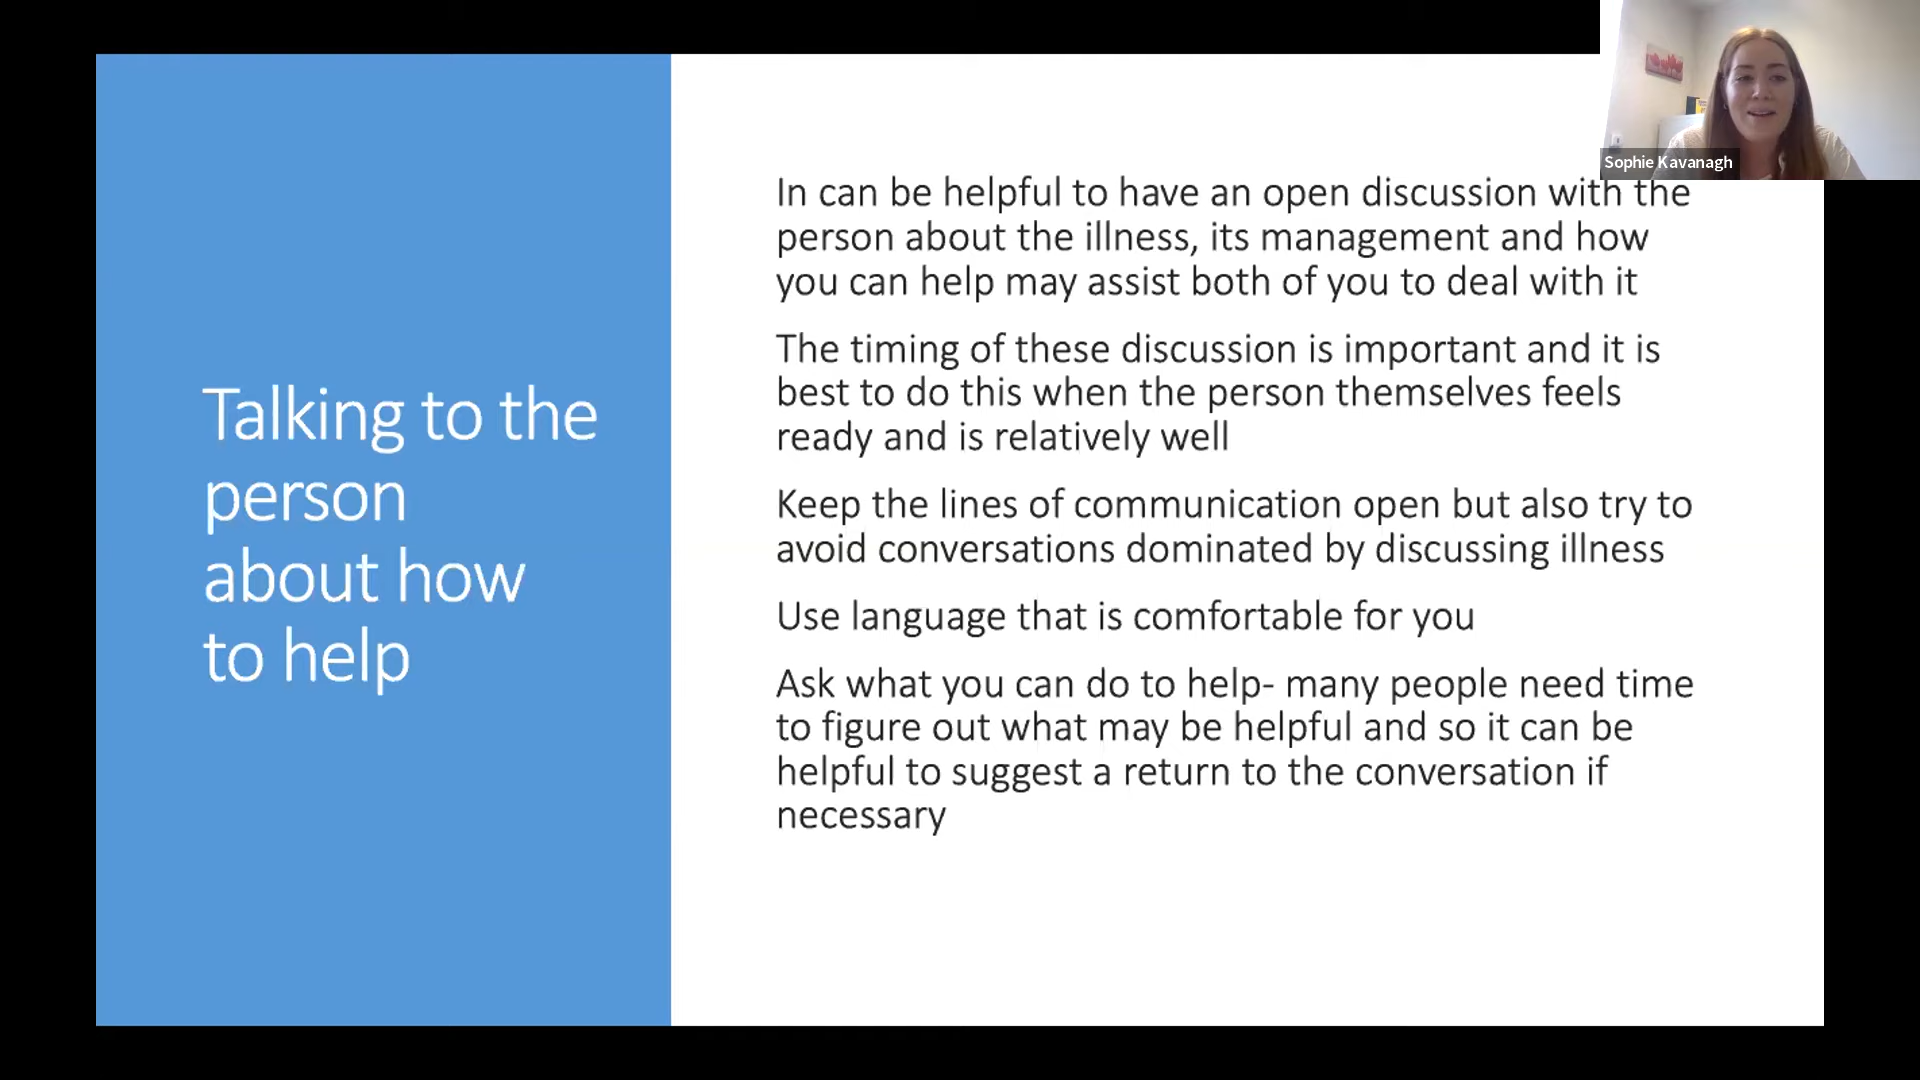 Sophie Kavanagh
Talking to the
person
about how
to help
In can be helpful to have an open discussion with the
person about the illness, its management and how
you can help may assist both of you to deal with it
The timing of these discussion is important and it is
best to do this when the person themselves feels
ready and is relatively well
Keep the lines of communication open but also try to
avoid conversations dominated by discussing illness
Use language that is comfortable for you
Ask what you can do to help- many people need time
to figure out what may be helpful and so it can be
helpful to suggest a return to the conversation if
necessary